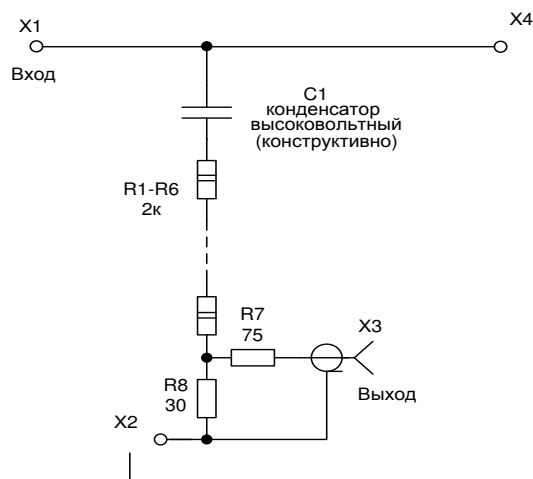 X1
X4
Вход
C1
конденсатор
высоковольтный
(конструктивно)
R1-R6
2к
R7
75
X3
R8
30
Выход
X2